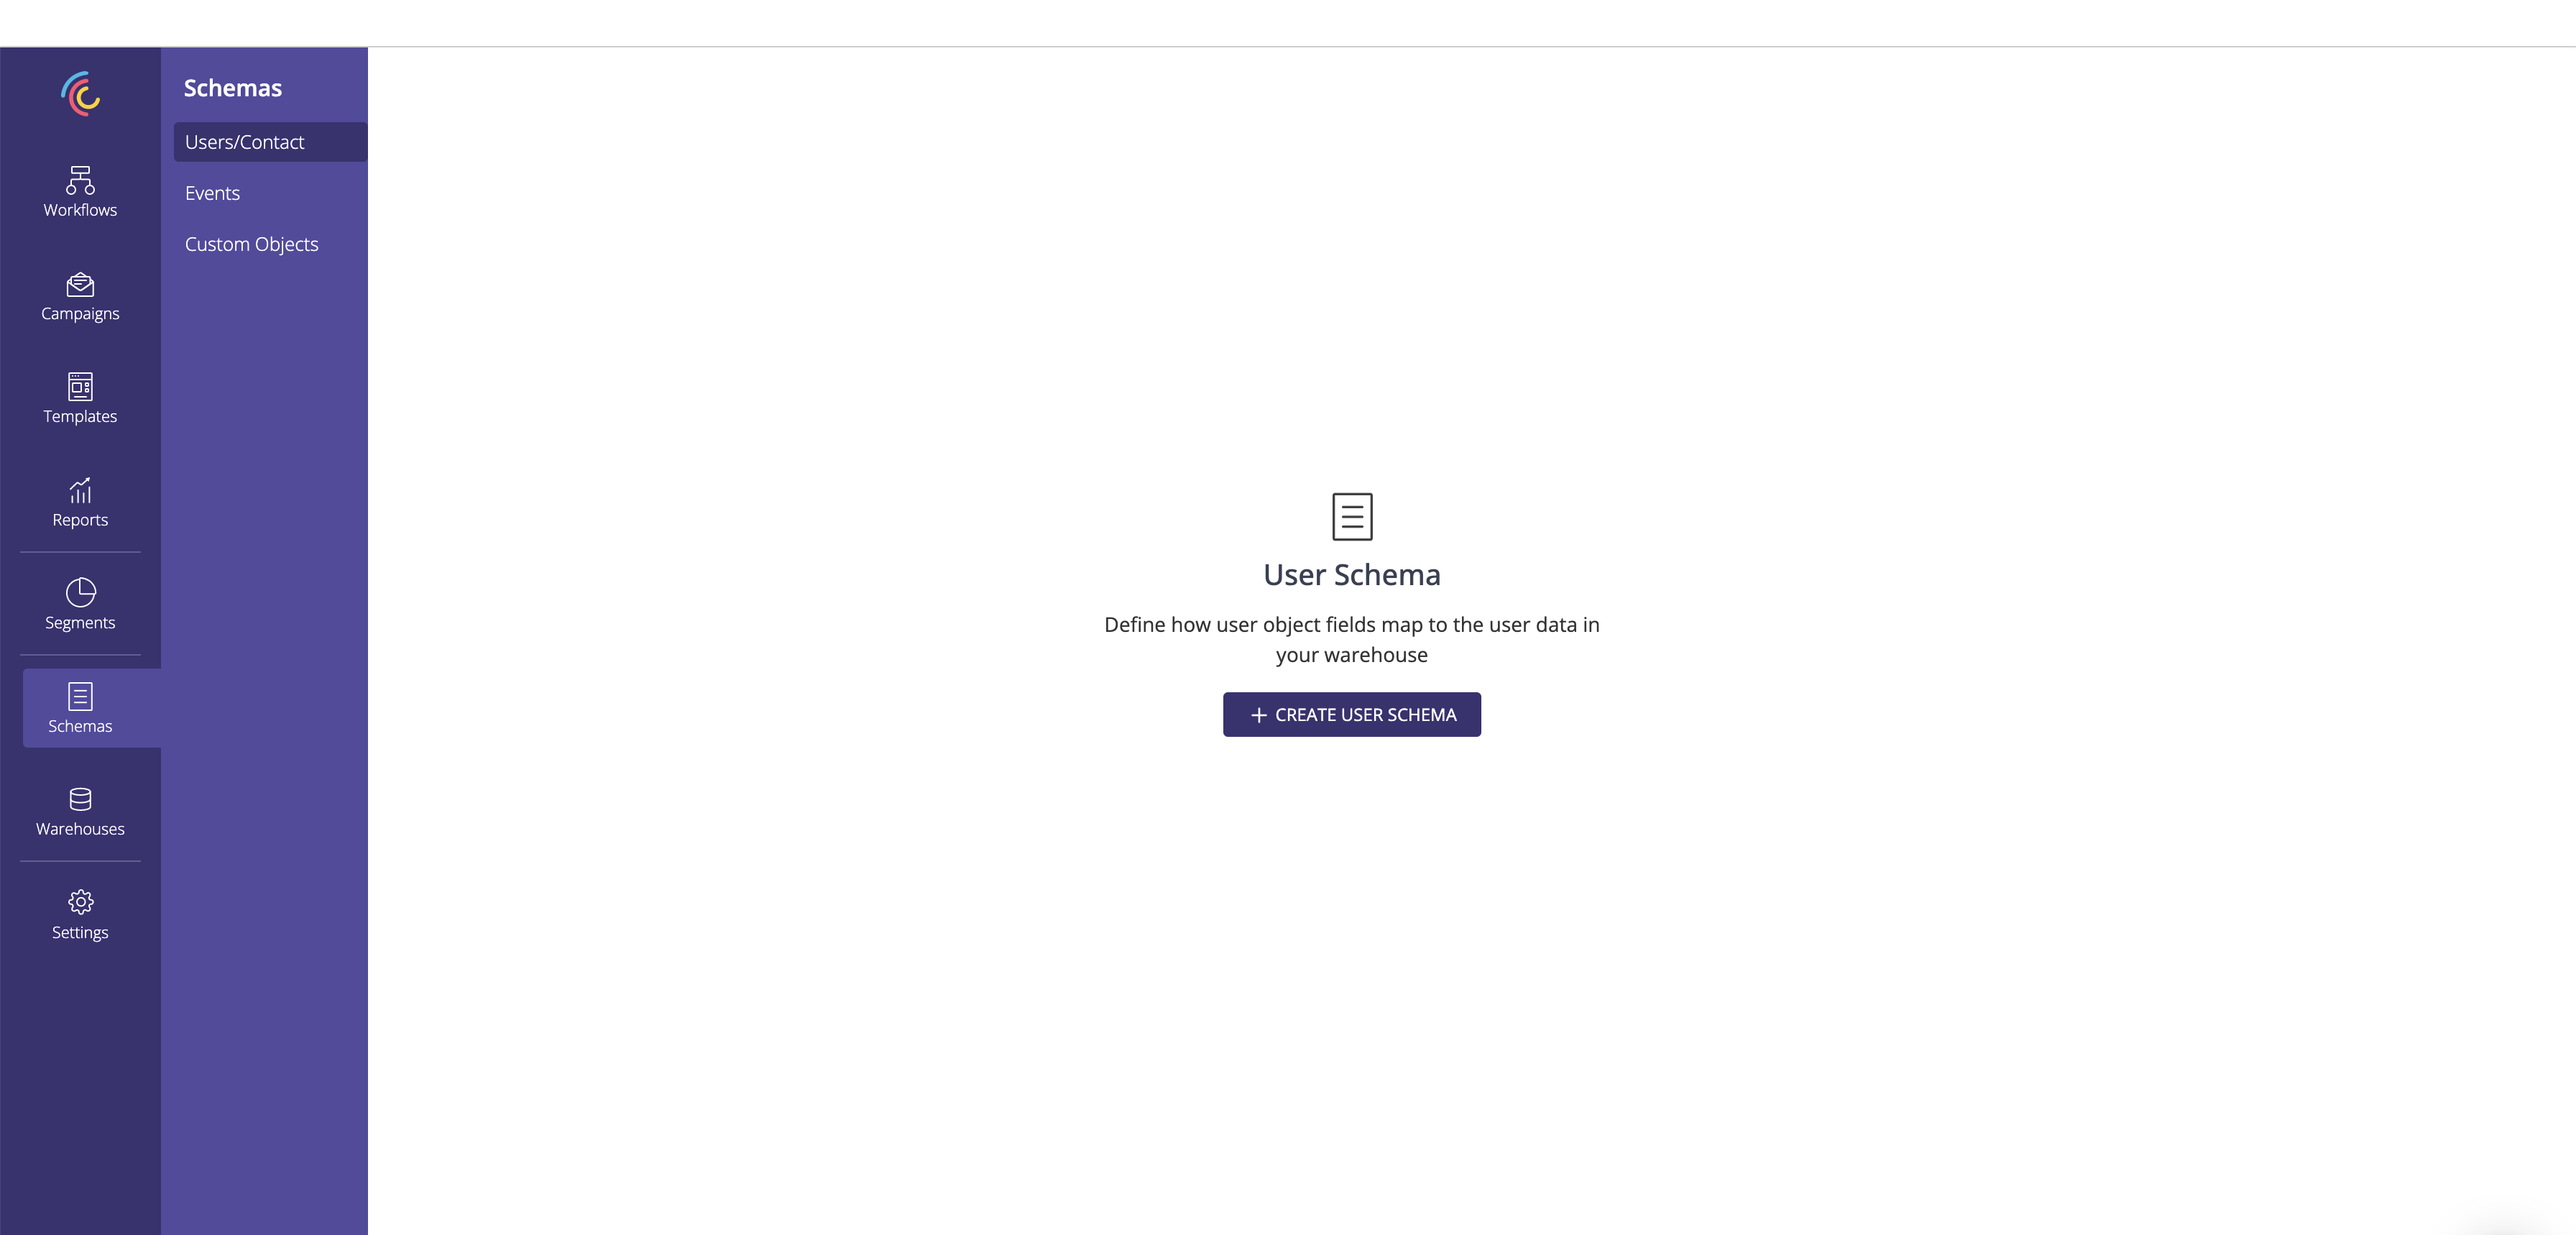 Workflows
Campaigns
Templates
Reports
Segments
Schemas
Warehouses
Settings
Schemas
Users/Contact
Events
Custom Objects
User Schema
Define how user object fields map to the user data in
your warehouse
+ CREATE USER SCHEMA